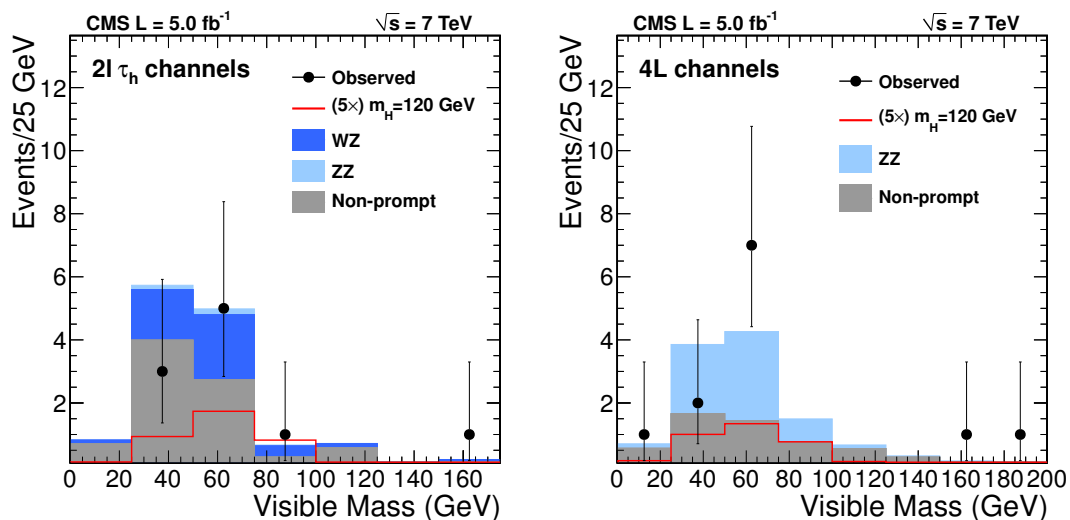 CMS L = 5.0 fb⁻¹ √s = 7 TeV
2l τ_h channels
Observed
(5×) m_H=120 GeV
WZ
ZZ
Non-prompt
Events/25 GeV
12
10
8
6
4
2
0 20 40 60 80 100 120 140 160
Visible Mass (GeV)
CMS L = 5.0 fb⁻¹ √s = 7 TeV
4L channels
Observed
(5×) m_H=120 GeV
ZZ
Non-prompt
Events/25 GeV
12
10
8
6
4
2
0 20 40 60 80 100 120 140 160 180 200
Visible Mass (GeV)